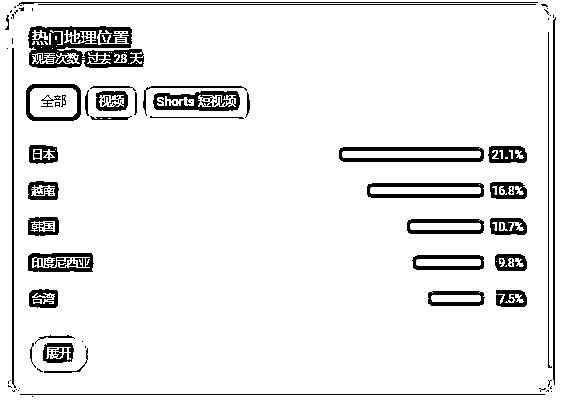 热门地理位置
观看次数·过去 28 天
全部 视频 Shorts 短视频
日本 21.1%
越南 16.8%
韩国 10.7%
印度尼西亚 9.8%
台湾 7.5%
展开